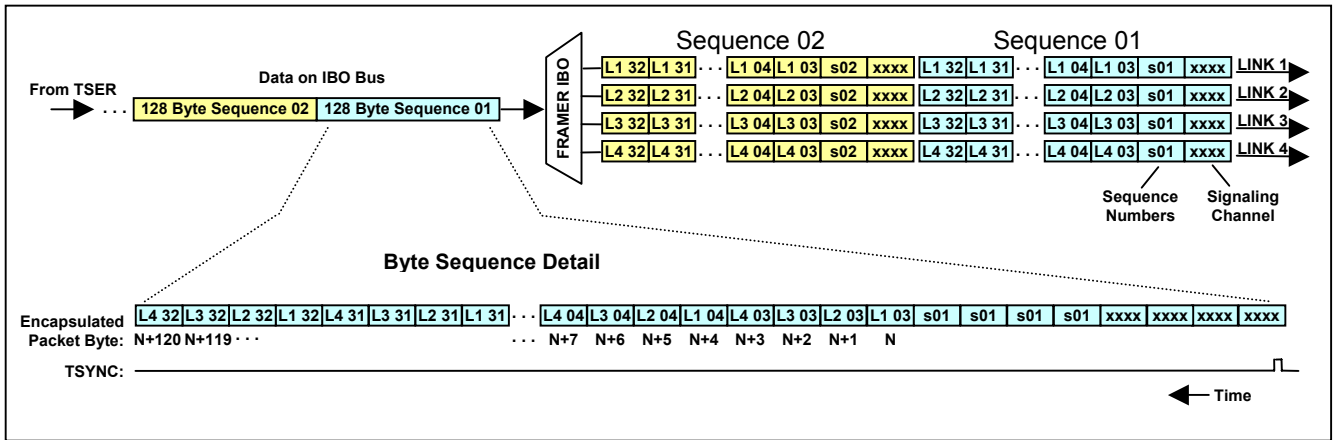 Sequence 02 Sequence 01
Data on IBO Bus
From TSER
. . . 128 Byte Sequence 02 128 Byte Sequence 01
FRAMER IBO
L1 32 L1 31 . . . L1 04 L1 03 s02 xxxx L1 32 L1 31 . . . L1 04 L1 03 s01 xxxx LINK 1
L2 32 L2 31 . . . L2 04 L2 03 s02 xxxx L2 32 L2 31 . . . L2 04 L2 03 s01 xxxx LINK 2
L3 32 L3 31 . . . L3 04 L3 03 s02 xxxx L3 32 L3 31 . . . L3 04 L3 03 s01 xxxx LINK 3
L4 32 L4 31 . . . L4 04 L4 03 s02 xxxx L4 32 L4 31 . . . L4 04 L4 03 s01 xxxx LINK 4
Sequence Numbers
Signaling Channel
Byte Sequence Detail
L4 32 L3 32 L2 32 L1 32 L4 31 L3 31 L2 31 L1 31 . . . L4 04 L3 04 L2 04 L1 04 L4 03 L3 03 L2 03 L1 03 s01 s01 s01 s01 xxxx xxxx xxxx xxxx
Encapsulated
Packet Byte: N+120 N+119 . . . . . . N+7 N+6 N+5 N+4 N+3 N+2 N+1 N
TSYNC:
Time